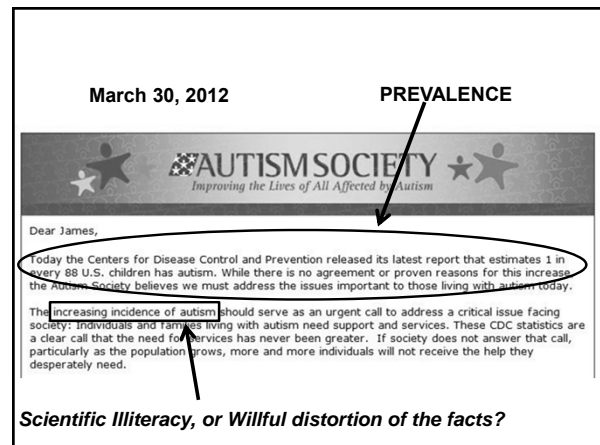 March 30, 2012 PREVALENCE
AUTISM SOCIETY
Improving the Lives of All Affected by Autism
Dear James,
Today the Centers for Disease Control and Prevention released its latest report that estimates 1 in
every 88 U.S. children has autism. While there is no agreement or proven reasons for this increase,
the Autism Society believes we must address the issues important to those living with autism today.
The increasing incidence of autism should serve as an urgent call to address a critical issue facing
society: Individuals and families living with autism need support and services. These CDC statistics are
a clear call that the need for services has never been greater. If society does not answer that call,
particularly as the population grows, more and more individuals will not receive the help they
desperately need.
Scientific Illiteracy, or Willful distortion of the facts?